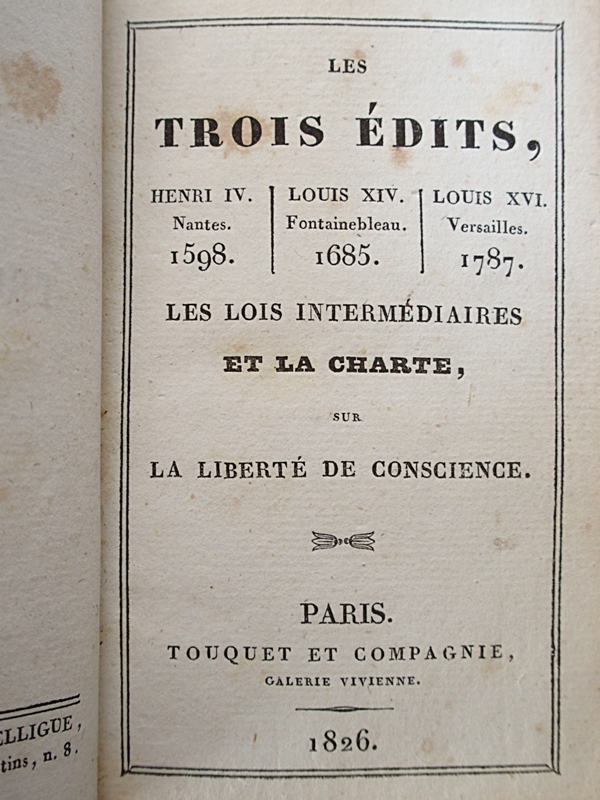 LES
TROIS ÉDITS,
HENRI IV.
Nantes.
1598.
LOUIS XIV.
Fontainebleau.
1685.
LOUIS XVI.
Versailles.
1787.
LES LOIS INTERMÉDIAIRES
ET LA CHARTE,
SUR
LA LIBERTÉ DE CONSCIENCE.
PARIS.
TOUQUET ET COMPAGNIE,
GALERIE VIVIENNE.
1826.
ELLIGUE,
tins, n. 8.